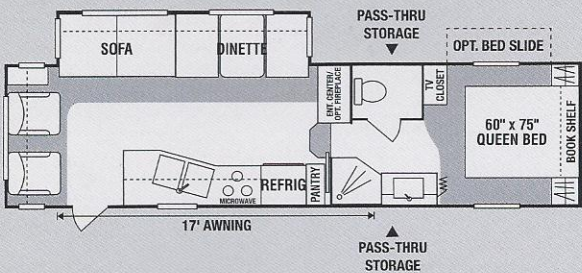 PASS-THRU
STORAGE
OPT. BED SLIDE
SOFA
DINETTE
ENT. CENTER/
OPT. FIREPLACE
TV
CLOSET
60" x 75"
QUEEN BED
BOOK SHELF
REFRIG
PANTRY
MICROWAVE
17' AWNING
PASS-THRU
STORAGE